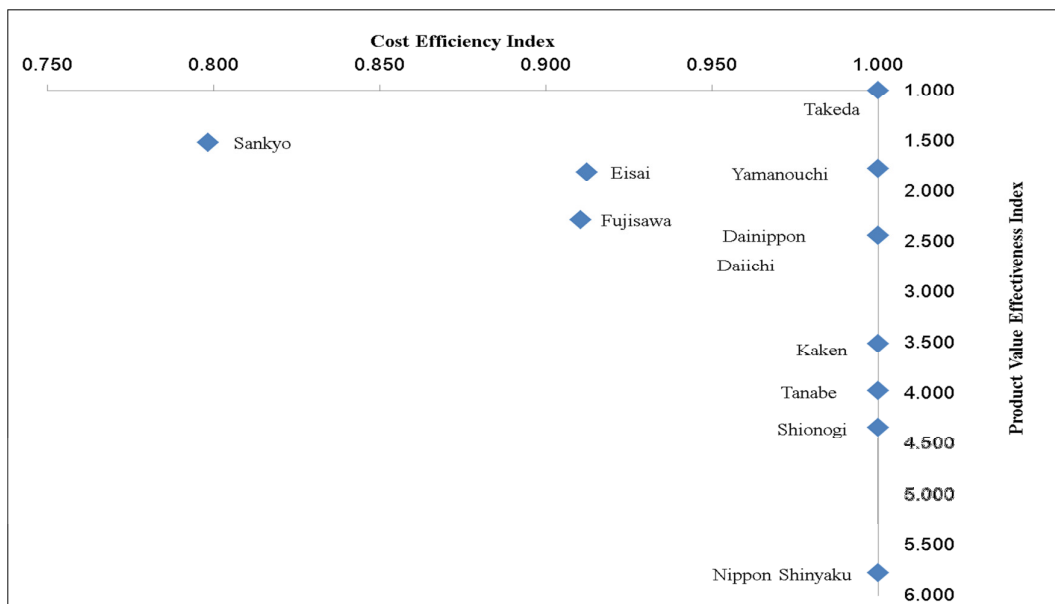 Cost Efficiency Index
0.750 0.800 0.850 0.900 0.950 1.000
1.000
Takeda
1.500
Sankyo
Eisai
Yamanouchi
2.000
Fujisawa
Dainippon
2.500
Daiichi
3.000
3.500
Kaken
4.000
Tanabe
Shionogi
4.500
5.000
5.500
Nippon Shinyaku
6.000
Product Value Effectiveness Index